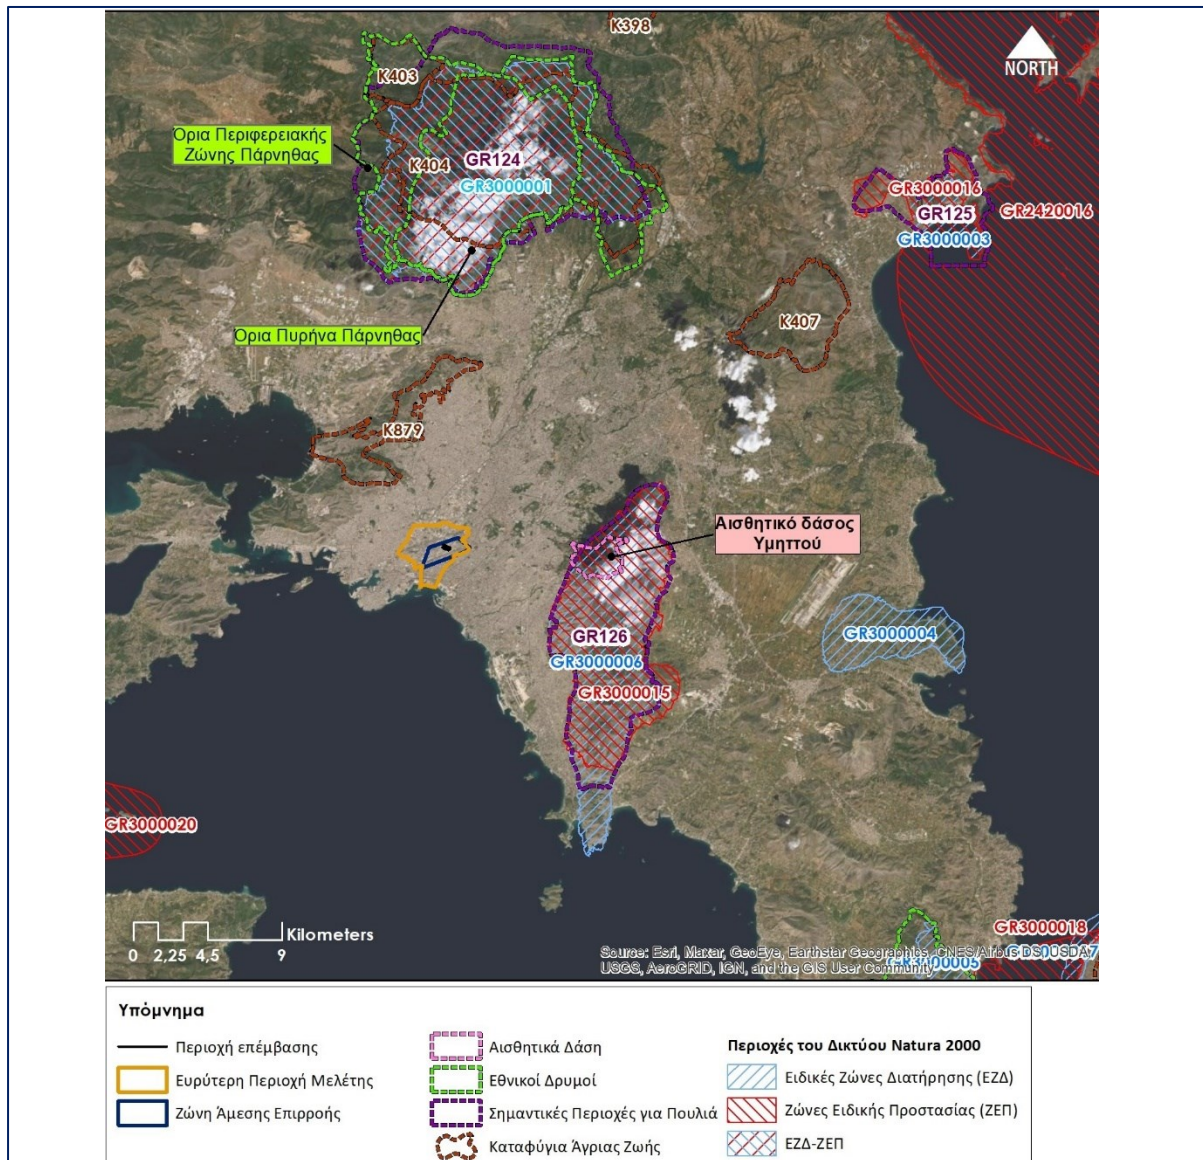 K398
NORTH
K403
Όρια Περιφερειακής
Ζώνης Πάρνηθας
K404
GR124
GR3000001
GR3000016
GR125
GR2420016
GR3000003
Όρια Πυρήνα Πάρνηθας
K407
K879
Αισθητικό δάσος
Υμηττού
GR126
GR3000004
GR3000006
GR3000015
GR3000020
Kilometers
0 2,25 4,5 9
GR3000018
GR3000005
Source: Esri, Maxar, GeoEye, Earthstar Geographics, CNES/Airbus DS, USDA,
USGS, AeroGRID, IGN, and the GIS User Community
Υπόμνημα
Περιοχή επέμβασης
Ευρύτερη Περιοχή Μελέτης
Ζώνη Άμεσης Επιρροής
Αισθητικά Δάση
Εθνικοί Δρυμοί
Σημαντικές Περιοχές για Πουλιά
Καταφύγια Άγριας Ζωής
Περιοχές του Δικτύου Natura 2000
Ειδικές Ζώνες Διατήρησης (ΕΖΔ)
Ζώνες Ειδικής Προστασίας (ΖΕΠ)
ΕΖΔ-ΖΕΠ